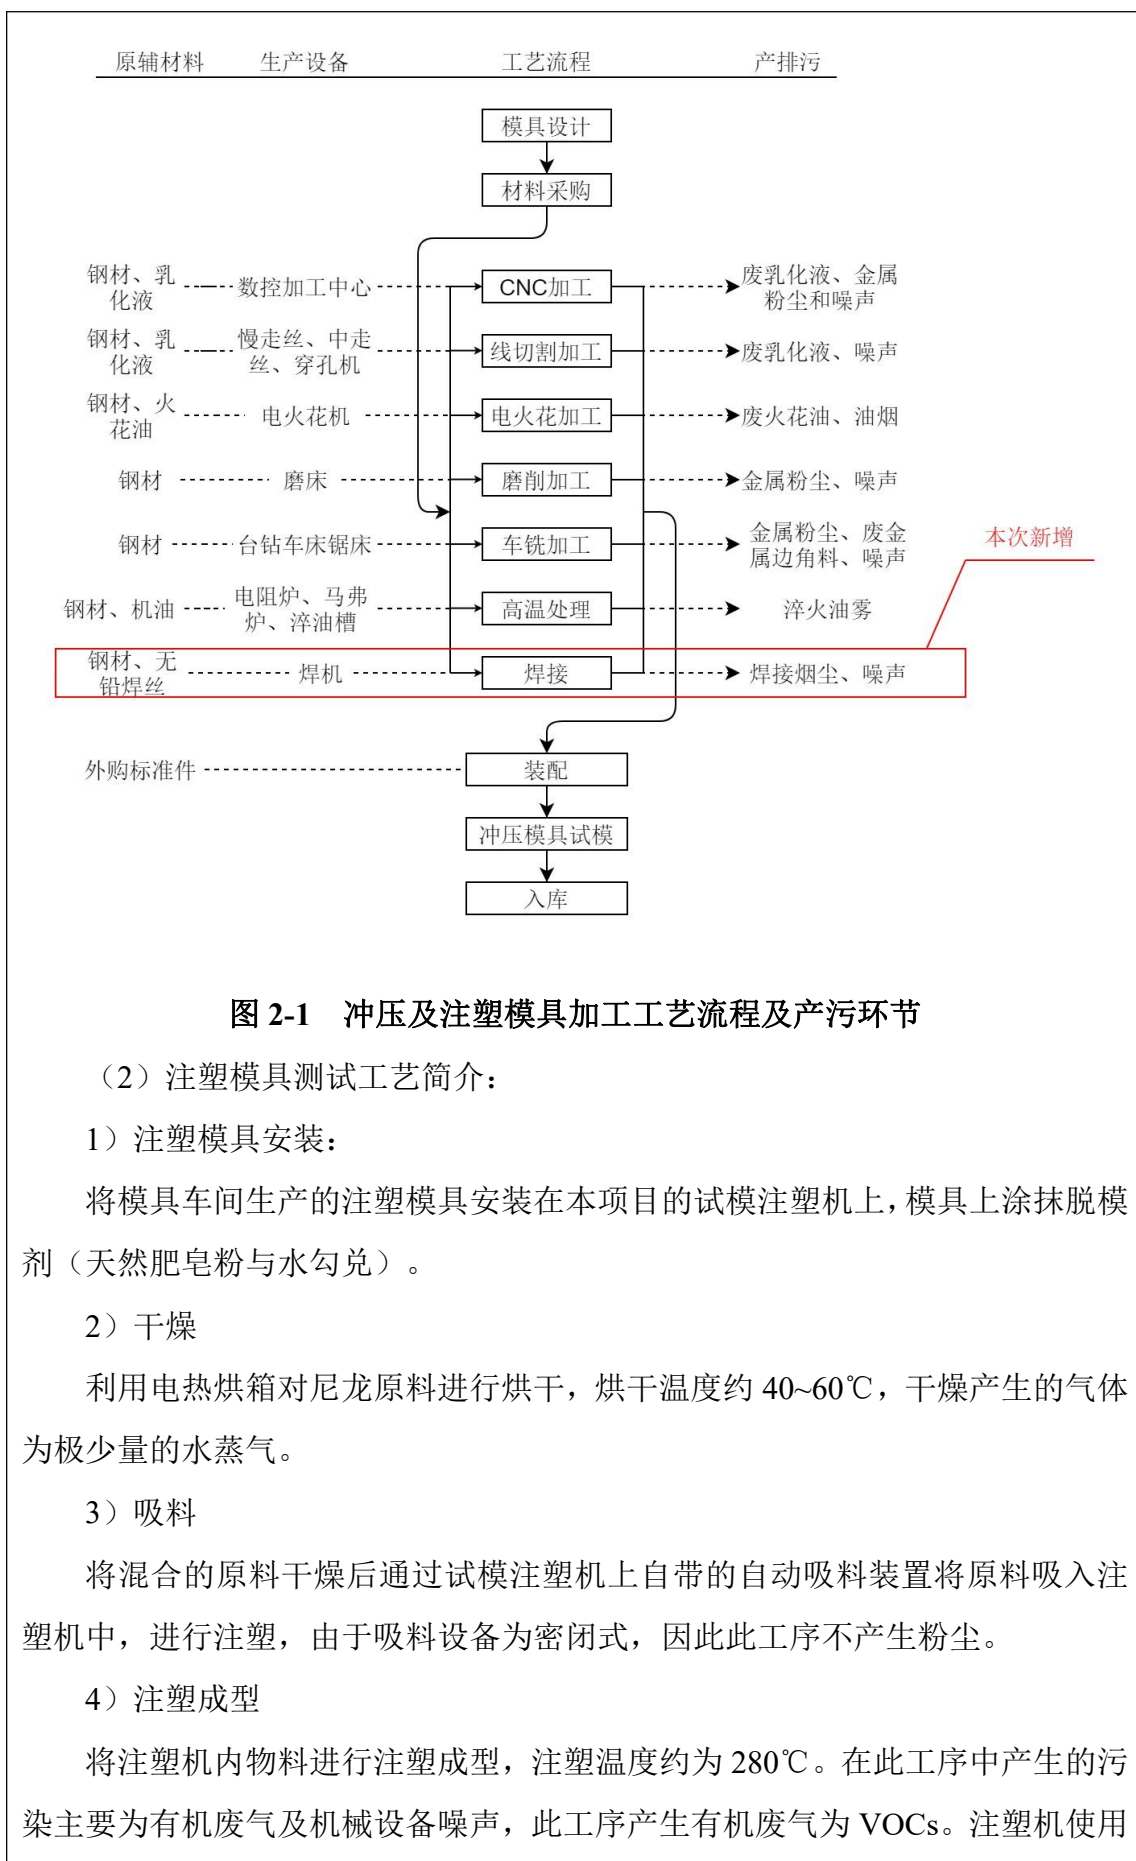 原辅材料 生产设备 工艺流程 产排污
模具设计
材料采购
钢材、乳
化液
数控加工中心
CNC加工
废乳化液、金属
粉尘和噪声
钢材、乳
化液
慢走丝、中走
丝、穿孔机
线切割加工
废乳化液、噪声
钢材、火
花油
电火花机
电火花加工
废火花油、油烟
钢材
磨床
磨削加工
金属粉尘、噪声
钢材
台钻车床锯床
车铣加工
金属粉尘、废金
属边角料、噪声
本次新增
钢材、机油
电阻炉、马弗
炉、淬油槽
高温处理
淬火油雾
钢材、无
铅焊丝
焊机
焊接
焊接烟尘、噪声
外购标准件
装配
冲压模具试模
入库
图 2-1 冲压及注塑模具加工工艺流程及产污环节
（2）注塑模具测试工艺简介：
1）注塑模具安装：
将模具车间生产的注塑模具安装在本项目的试模注塑机上，模具上涂抹脱模
剂（天然肥皂粉与水勾兑）。
2）干燥
利用电热烘箱对尼龙原料进行烘干，烘干温度约 40~60℃，干燥产生的气体
为极少量的水蒸气。
3）吸料
将混合的原料干燥后通过试模注塑机上自带的自动吸料装置将原料吸入注
塑机中，进行注塑，由于吸料设备为密闭式，因此此工序不产生粉尘。
4）注塑成型
将注塑机内物料进行注塑成型，注塑温度约为 280℃。在此工序中产生的污
染主要为有机废气及机械设备噪声，此工序产生有机废气为 VOCs。注塑机使用